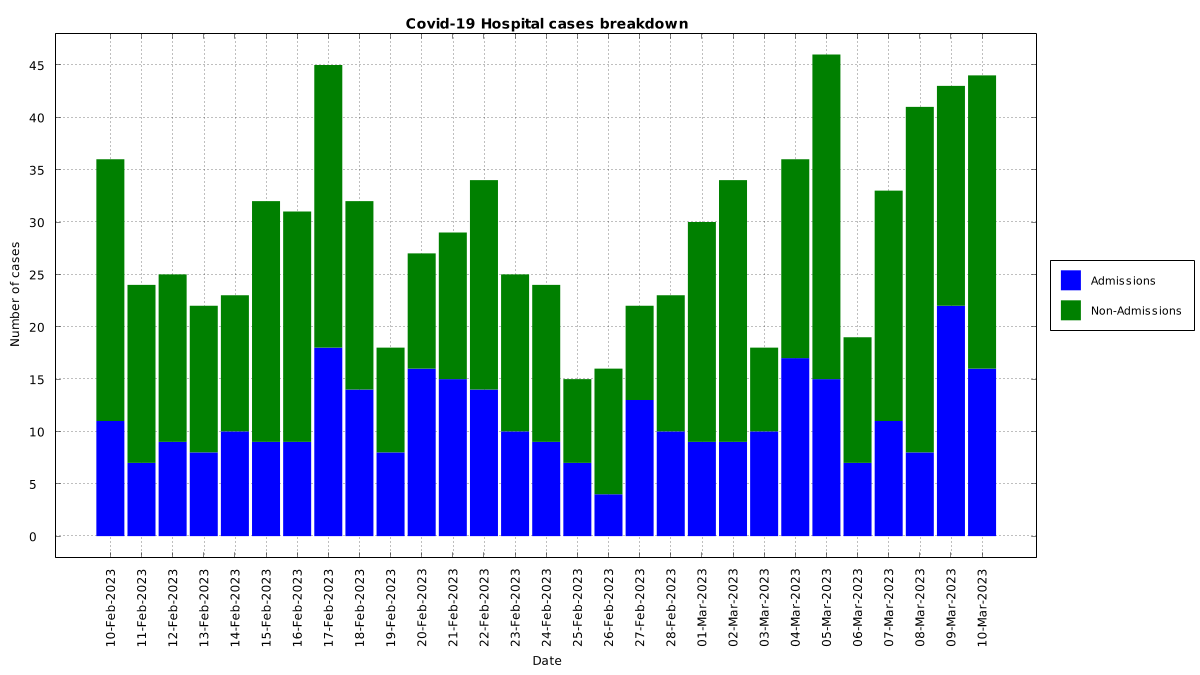 Covid-19 Hospital cases breakdown
Number of cases
45
40
35
30
25
20
15
10
5
0
10-Feb-2023
11-Feb-2023
12-Feb-2023
13-Feb-2023
14-Feb-2023
15-Feb-2023
16-Feb-2023
17-Feb-2023
18-Feb-2023
19-Feb-2023
20-Feb-2023
21-Feb-2023
22-Feb-2023
23-Feb-2023
24-Feb-2023
25-Feb-2023
26-Feb-2023
27-Feb-2023
28-Feb-2023
01-Mar-2023
02-Mar-2023
03-Mar-2023
04-Mar-2023
05-Mar-2023
06-Mar-2023
07-Mar-2023
08-Mar-2023
09-Mar-2023
10-Mar-2023
Date
Admissions
Non-Admissions